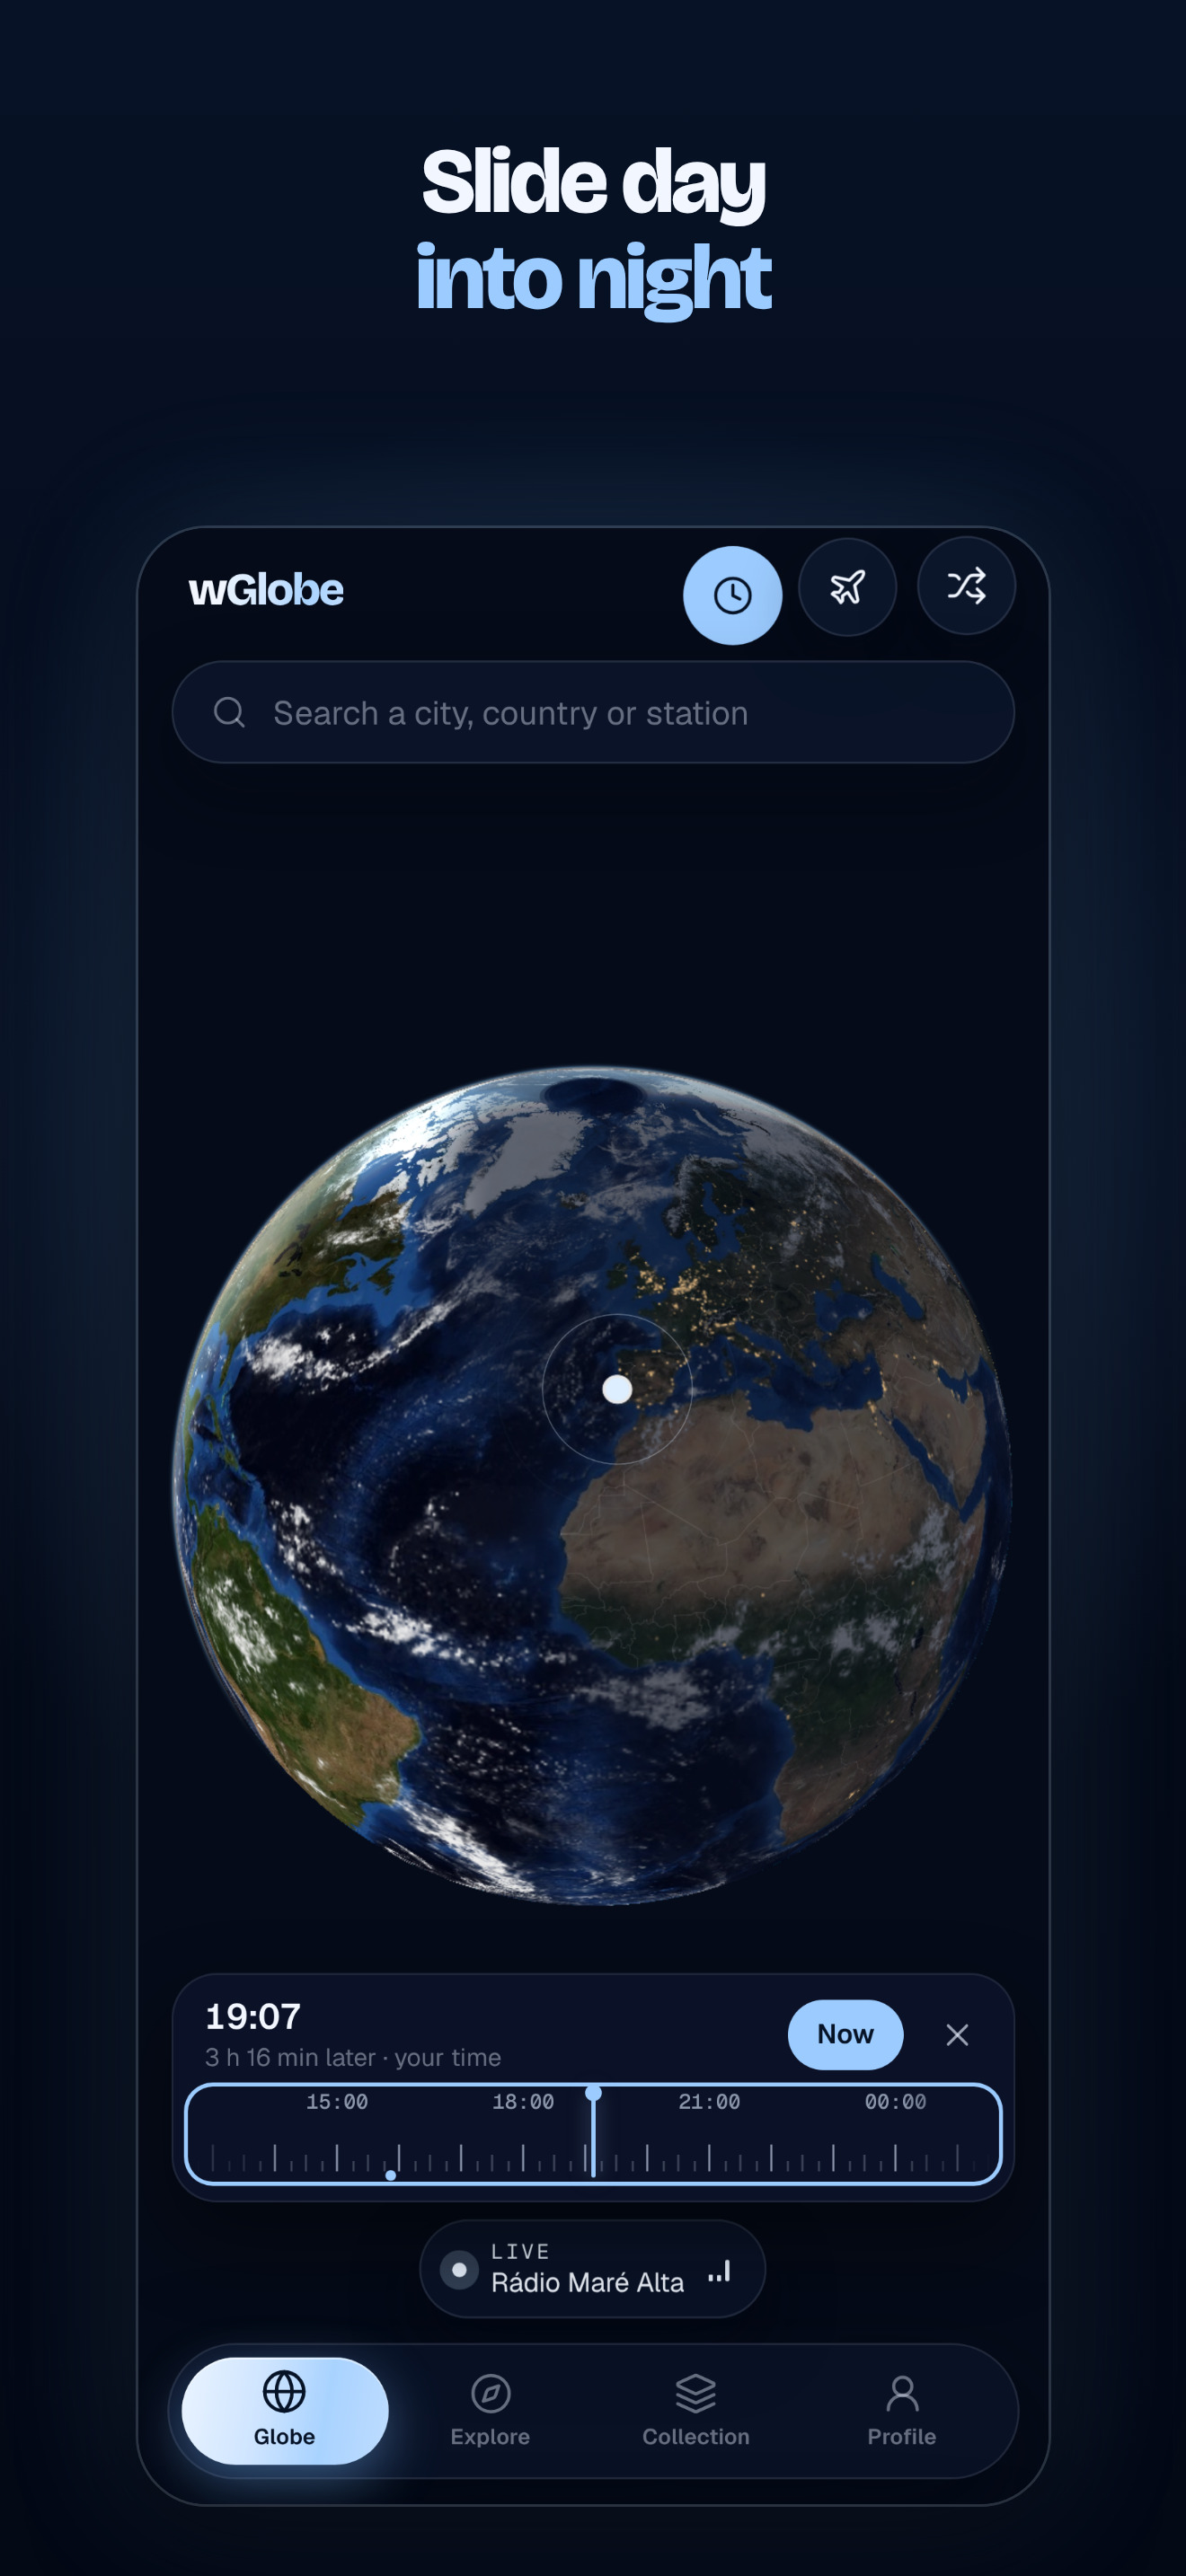 Slide day
into night
wGlobe
Search a city, country or station
19:07
3 h 16 min later · your time
Now
15:00 18:00 21:00 00:00
LIVE
Rádio Maré Alta
Globe Explore Collection Profile